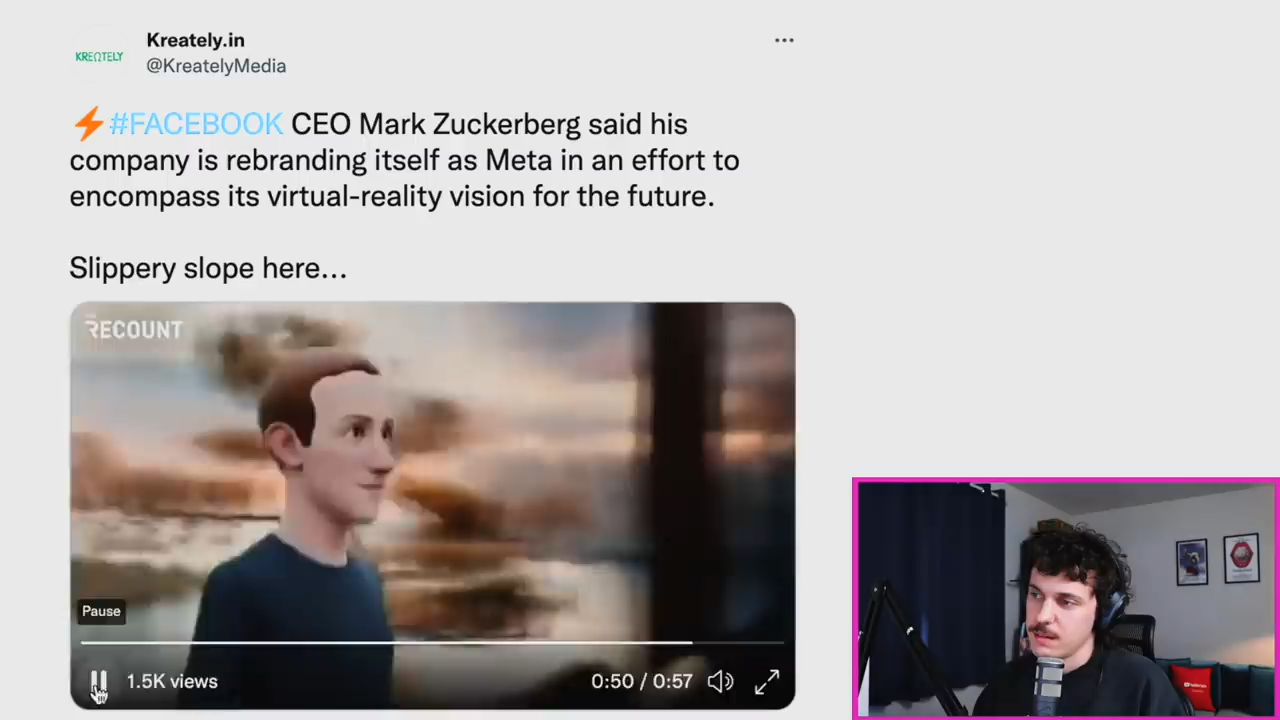 KREOTELY
Kreately.in
@KreatelyMedia
#FACEBOOK CEO Mark Zuckerberg said his
company is rebranding itself as Meta in an effort to
encompass its virtual-reality vision for the future.
Slippery slope here...
RECOUNT
Pause
1.5K views
0:50 / 0:57